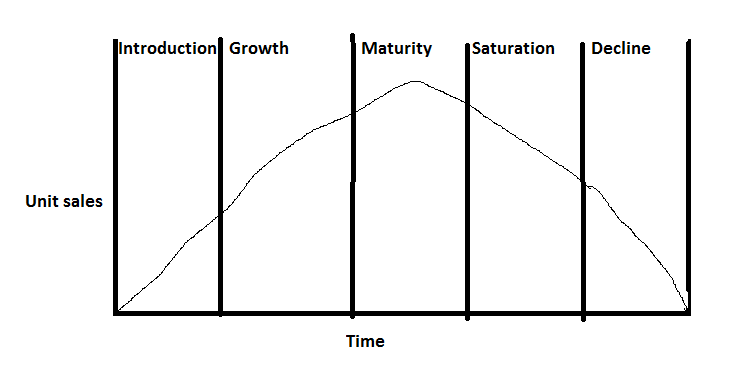 Introduction Growth Maturity Saturation Decline
Unit sales
Time